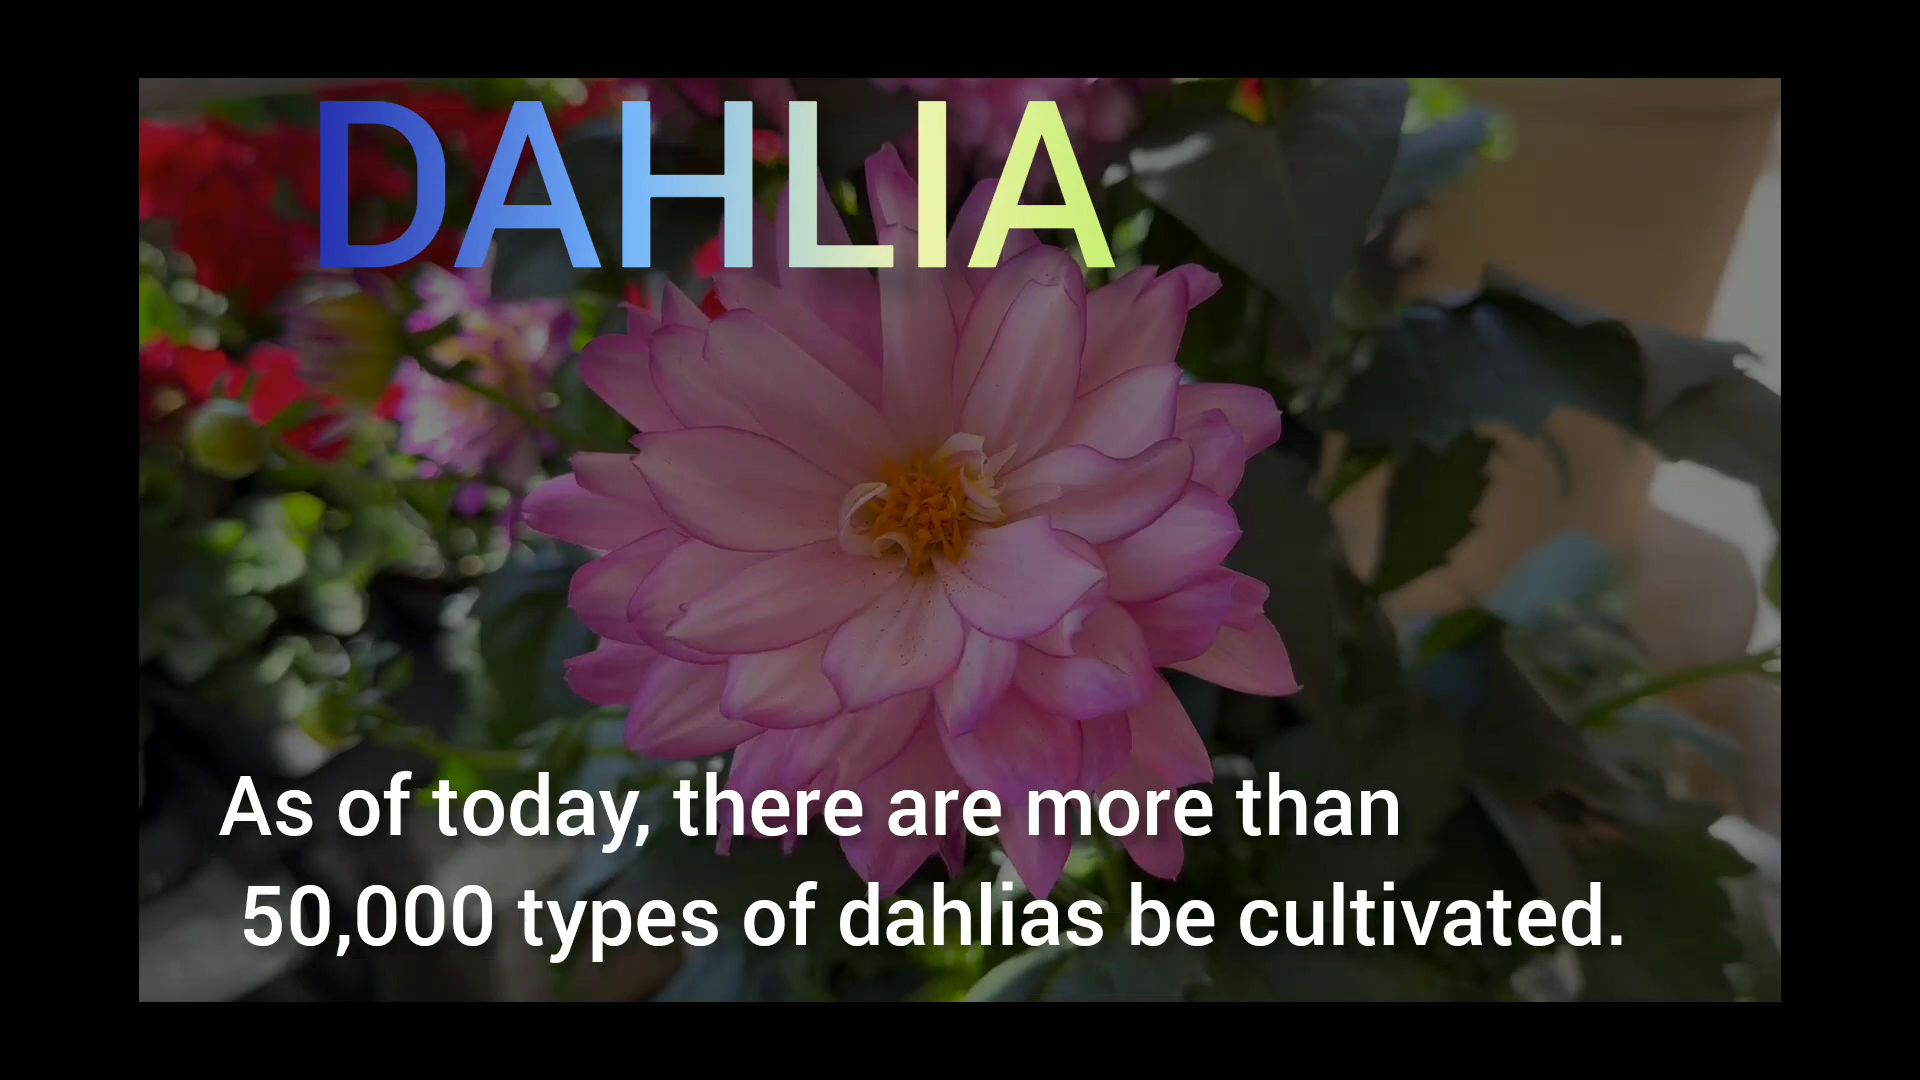 DAHLIA
As of today, there are more than
50,000 types of dahlias be cultivated.